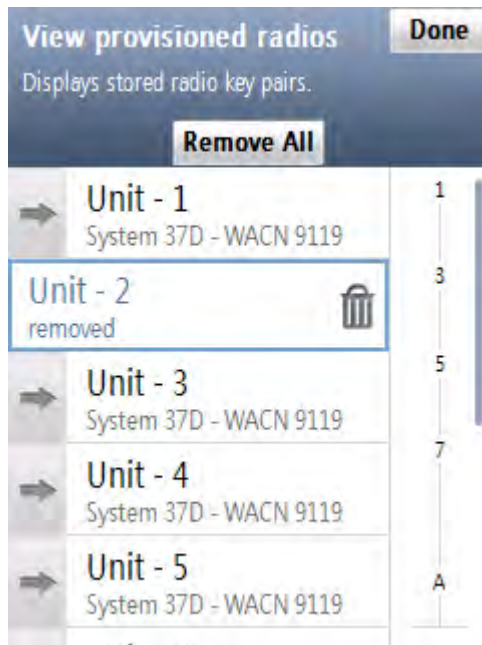 View provisioned radios
Done
Displays stored radio key pairs.
Remove All
Unit - 1
System 37D - WACN 9119
Unit - 2
removed
Unit - 3
System 37D - WACN 9119
Unit - 4
System 37D - WACN 9119
Unit - 5
System 37D - WACN 9119
1
3
5
7
A